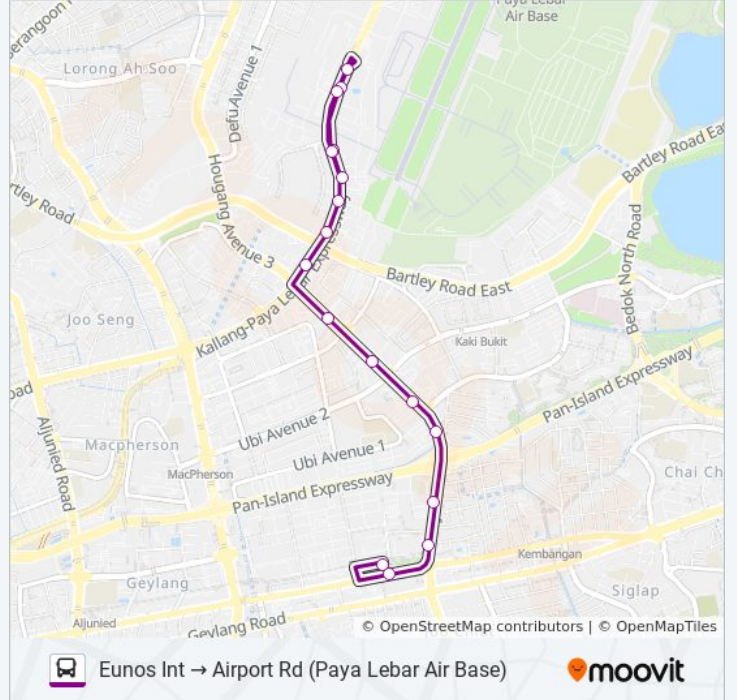 Paya Lebar
Air Base
Serangoon
Lorong Ah Soo
Defu Avenue 1
Bartley Road Ea
rtley Road
Hougang Avenue 3
Bedok North Road
Bartley Road East
Kallang-Paya Lebar Expressway
Joo Seng
Kaki Bukit
oad
Pan-Island Expressway
Ubi Avenue 2
Aljunied Road
Macpherson
Ubi Avenue 1
MacPherson
Chai Ch
Pan-Island Expressway
Kembangan
Geylang
Siglap
Aljunied
Geylang Road
© OpenStreetMap contributors | © OpenMapTiles
Eunos Int → Airport Rd (Paya Lebar Air Base)
moovit